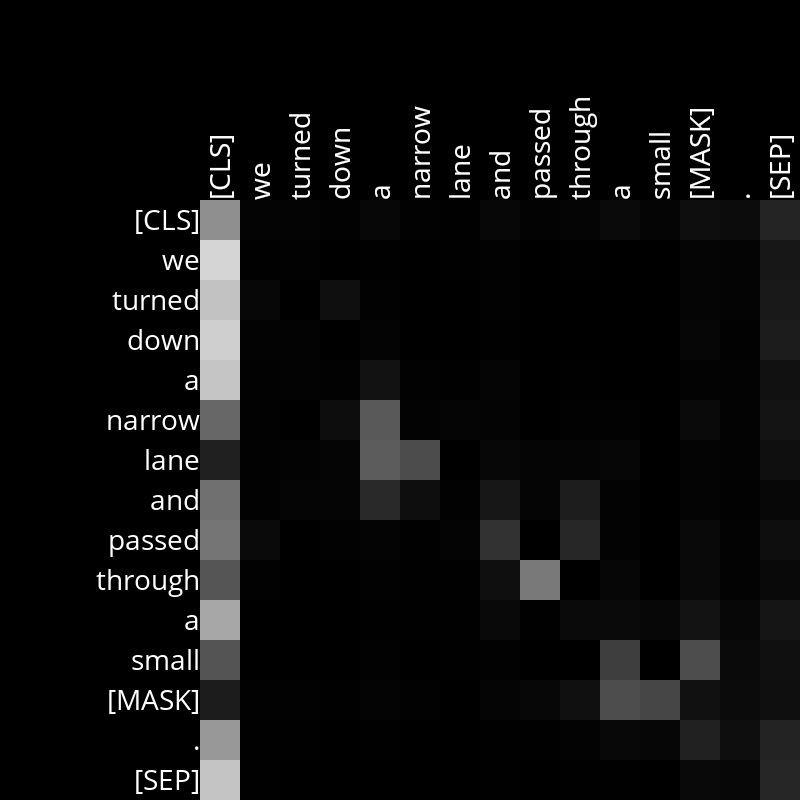 [CLS] we turned down a narrow lane and passed through a small [MASK] . [SEP]
[CLS]
we
turned
down
a
narrow
lane
and
passed
through
a
small
[MASK]
.
[SEP]